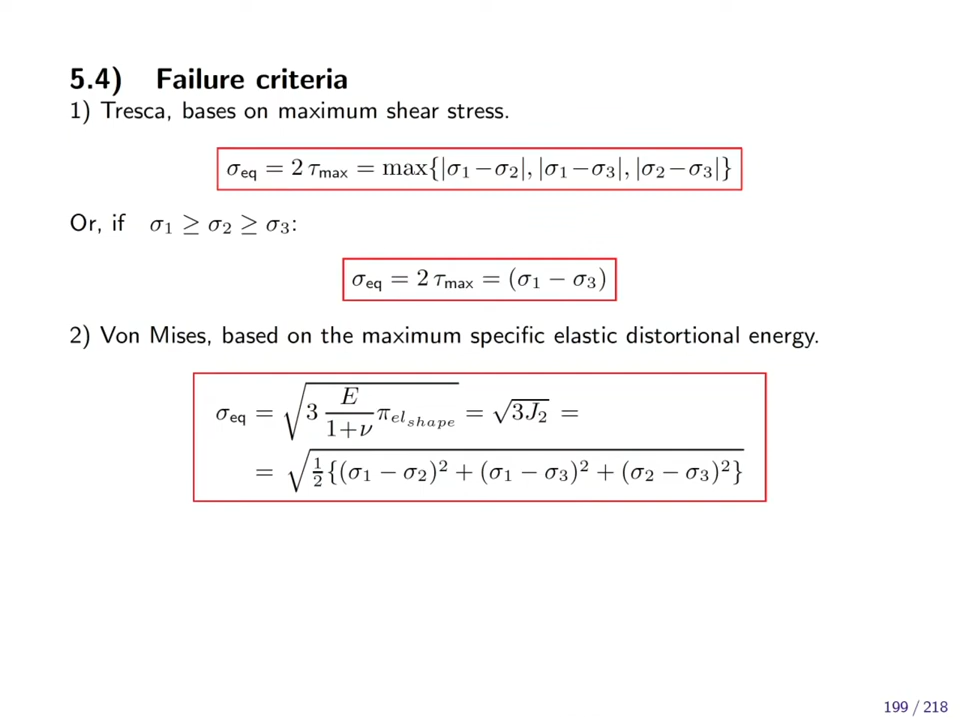 5.4) Failure criteria
1) Tresca, bases on maximum shear stress.
σ_eq = 2 τ_max = max{|σ₁−σ₂|, |σ₁−σ₃|, |σ₂−σ₃|}
Or, if σ₁ ≥ σ₂ ≥ σ₃:
σ_eq = 2 τ_max = (σ₁ − σ₃)
2) Von Mises, based on the maximum specific elastic distortional energy.
σ_eq = √(3 E/(1+ν) π_{el_{shape}}) = √(3J₂) =
= √(½{(σ₁ − σ₂)² + (σ₁ − σ₃)² + (σ₂ − σ₃)²})
199 / 218